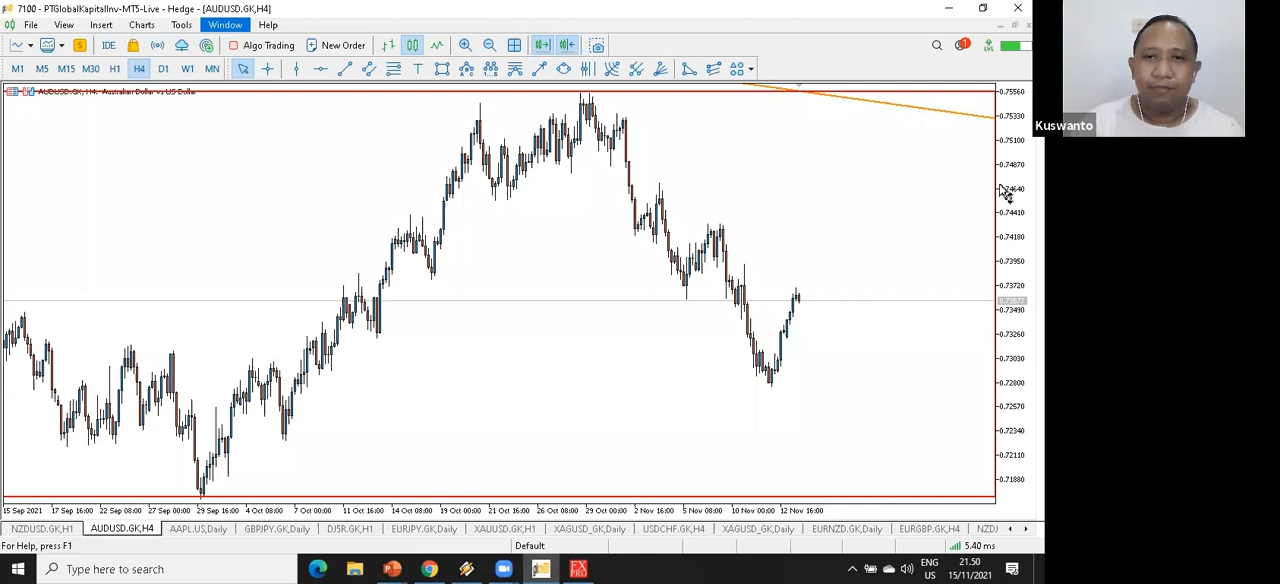 7100 - PTGlobalKapitalInv-MT5-Live - Hedge - [AUDUSD.GK,H4]
File View Insert Charts Tools Window Help
IDE Algo Trading New Order LVL 1
M1 M5 M15 M30 H1 H4 D1 W1 MN T
AUDUSD.GK, H4: Australian Dollar vs US Dollar
0.75560
0.75330
0.75100
0.74870
0.74640
0.74410
0.74180
0.73950
0.73720
0.73577
0.73490
0.73260
0.73030
0.72800
0.72570
0.72340
0.72110
0.71880
15 Sep 2021 17 Sep 16:00 22 Sep 08:00 27 Sep 00:00 29 Sep 16:00 4 Oct 08:00 7 Oct 00:00 11 Oct 16:00 14 Oct 08:00 19 Oct 00:00 21 Oct 16:00 26 Oct 08:00 29 Oct 00:00 2 Nov 16:00 5 Nov 08:00 10 Nov 00:00 12 Nov 16:00
NZDUSD.GK,H1 AUDUSD.GK,H4 AAPL.US,Daily GBPJPY.GK,Daily DJ5R.GK,H1 EURJPY.GK,Daily XAUUSD.GK,H1 XAGUSD_GK,Daily USDCHF.GK,H4 XAGUSD_GK,Daily EURNZD.GK,Daily EURGBP.GK,H4 NZDJ
For Help, press F1 Default 5.40 ms
Type here to search FX PRO ENG US 21.50 15/11/2021
Kuswanto